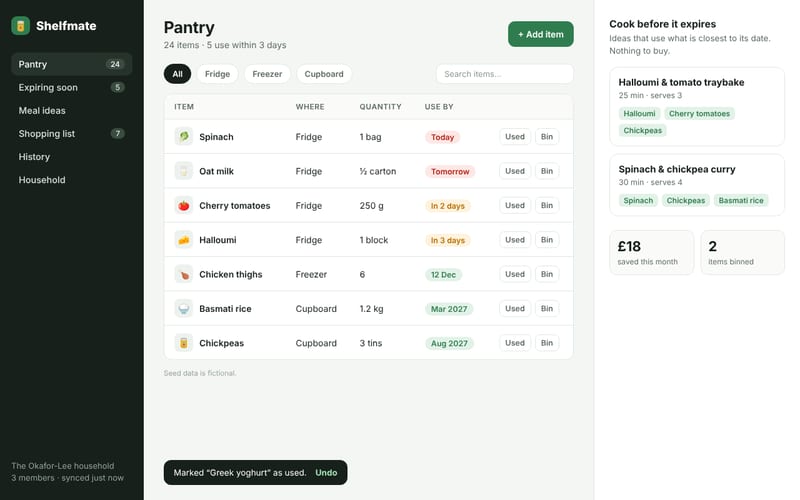 Shelfmate
Pantry 24
Expiring soon 5
Meal ideas
Shopping list 7
History
Household
The Okafor-Lee household
3 members · synced just now
Pantry
24 items · 5 use within 3 days
+ Add item
All Fridge Freezer Cupboard Search items...
ITEM WHERE QUANTITY USE BY
Spinach Fridge 1 bag Today Used Bin
Oat milk Fridge ½ carton Tomorrow Used Bin
Cherry tomatoes Fridge 250 g In 2 days Used Bin
Halloumi Fridge 1 block In 3 days Used Bin
Chicken thighs Freezer 6 12 Dec Used Bin
Basmati rice Cupboard 1.2 kg Mar 2027 Used Bin
Chickpeas Cupboard 3 tins Aug 2027 Used Bin
Seed data is fictional.
Marked “Greek yoghurt” as used. Undo
Cook before it expires
Ideas that use what is closest to its date.
Nothing to buy.
Halloumi & tomato traybake
25 min · serves 3
Halloumi Cherry tomatoes
Chickpeas
Spinach & chickpea curry
30 min · serves 4
Spinach Chickpeas Basmati rice
£18 2
saved this month items binned